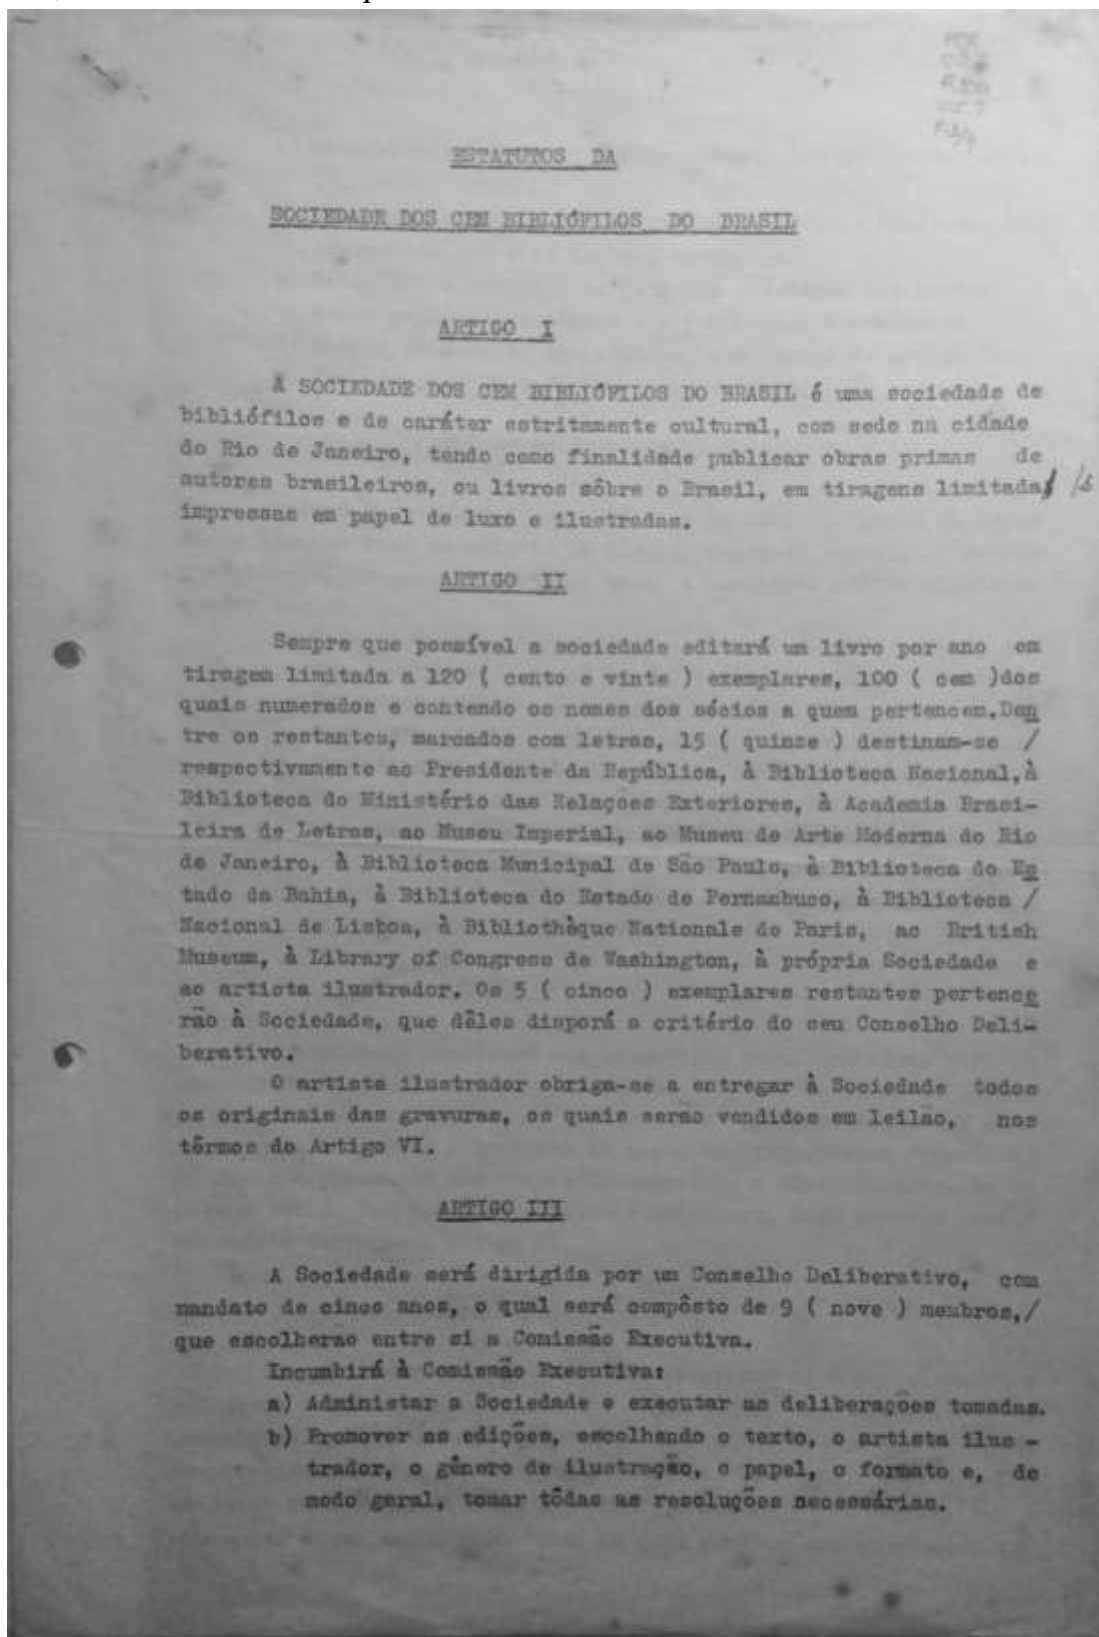 ESTATUTOS DA
SOCIEDADE DOS CEM BIBLIÓFILOS DO BRASIL
ARTIGO I
A SOCIEDADE DOS CEM BIBLIÓFILOS DO BRASIL é uma sociedade de
bibliófilos e de caráter estritamente cultural, com sede na cidade
do Rio de Janeiro, tendo como finalidade publicar obras primas de
autores brasileiros, ou livros sôbre o Brasil, em tiragens limitada/ /s
impressas em papel de luxo e ilustradas.
ARTIGO II
Sempre que possível a sociedade editará um livro por ano em
tiragem limitada a 120 ( cento e vinte ) exemplares, 100 ( cem )dos
quais numerados e contendo os nomes dos sócios a quem pertencem.Den
tre os restantes, marcados com letras, 15 ( quinze ) destinam-se /
respectivamente ao Presidente da República, à Biblioteca Nacional,à
Biblioteca do Ministério das Relações Exteriores, à Academia Brasi-
leira de Letras, ao Museu Imperial, ao Museu de Arte Moderna do Rio
de Janeiro, à Biblioteca Municipal de São Paulo, à Biblioteca do Es
tado da Bahia, à Biblioteca do Estado de Pernambuco, à Biblioteca /
Nacional de Lisboa, à Bibliothèque Nationale de Paris, ao British
Museum, à Library of Congress de Washington, à própria Sociedade e
ao artista ilustrador. Os 5 ( cinco ) exemplares restantes pertence
rão à Sociedade, que dêles disporá a critério do seu Conselho Deli-
berativo.
O artista ilustrador obriga-se a entregar à Sociedade todos
os originais das gravuras, os quais serão vendidos em leilão, nos
têrmos do Artigo VI.
ARTIGO III
A Sociedade será dirigida por um Conselho Deliberativo, com
mandato de cinco anos, o qual será compôsto de 9 ( nove ) membros,/
que escolherão entre si a Comissão Executiva.
Incumbirá à Comissão Executiva:
a) Administar a Sociedade e executar as deliberações tomadas.
b) Promover as edições, escolhendo o texto, o artista ilus -
trador, o gênero de ilustração, o papel, o formato e, de
modo geral, tomar tôdas as resoluções necessárias.